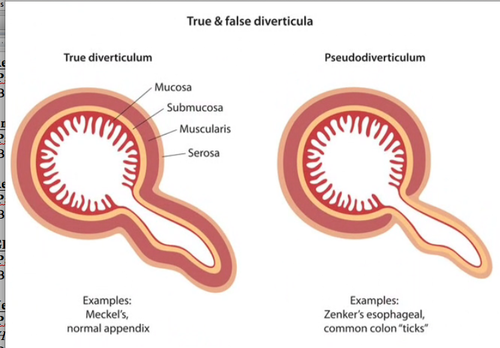 True & false diverticula
True diverticulum
Pseudodiverticulum
Mucosa
Submucosa
Muscularis
Serosa
Examples:
Meckel's,
normal appendix
Examples:
Zenker's esophageal,
common colon "ticks"